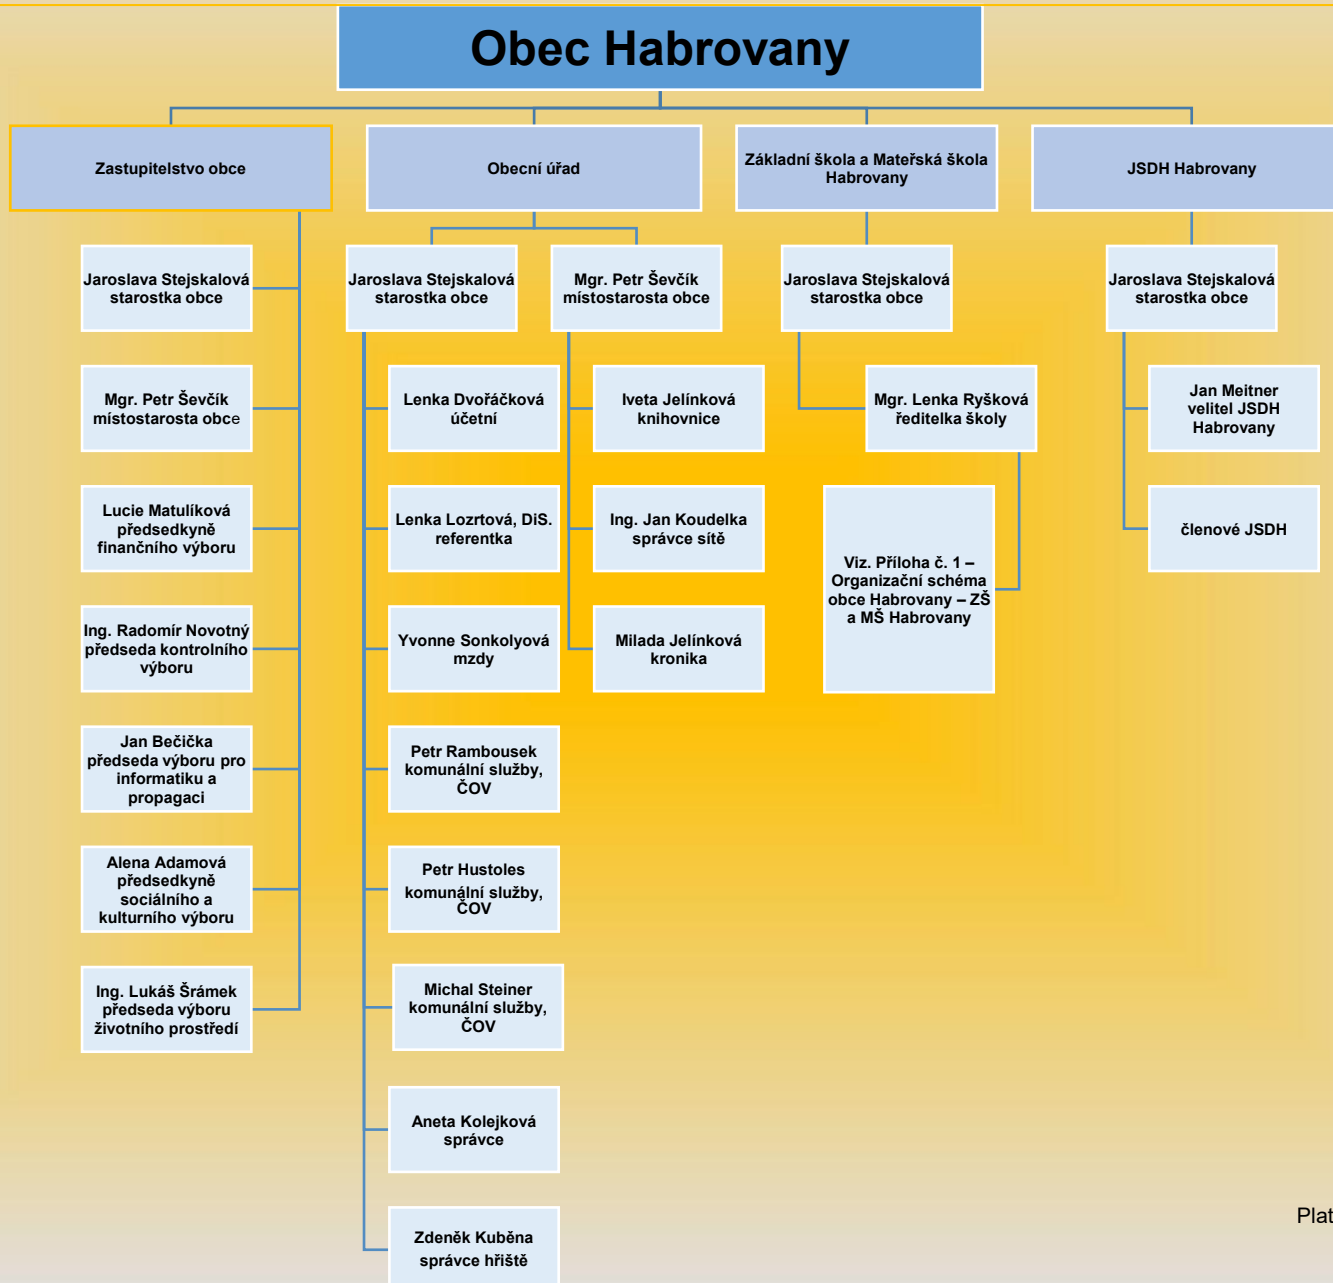 Obec Habrovany
Zastupitelstvo obce
Obecní úřad
Základní škola a Mateřská škola
Habrovany
JSDH Habrovany
Jaroslava Stejskalová
starostka obce
Mgr. Petr Ševčík
místostarosta obce
Lucie Matulíková
předsedkyně
finančního výboru
Ing. Radomír Novotný
předseda kontrolního
výboru
Jan Bečička
předseda výboru pro
informatiku a
propagaci
Alena Adamová
předsedkyně
sociálního a
kulturního výboru
Ing. Lukáš Šrámek
předseda výboru
životního prostředí
Jaroslava Stejskalová
starostka obce
Lenka Dvořáčková
účetní
Lenka Lozrtová, DiS.
referentka
Yvonne Sonkolyová
mzdy
Petr Rambousek
komunální služby,
ČOV
Petr Hustoles
komunální služby,
ČOV
Michal Steiner
komunální služby,
ČOV
Aneta Kolejková
správce
Zdeněk Kuběna
správce hřiště
Mgr. Petr Ševčík
místostarosta obce
Iveta Jelínková
knihovnice
Ing. Jan Koudelka
správce sítě
Milada Jelínková
kronika
Jaroslava Stejskalová
starostka obce
Mgr. Lenka Ryšková
ředitelka školy
Viz. Příloha č. 1 –
Organizační schéma
obce Habrovany – ZŠ
a MŠ Habrovany
Jaroslava Stejskalová
starostka obce
Jan Meitner
velitel JSDH
Habrovany
členové JSDH
Plat